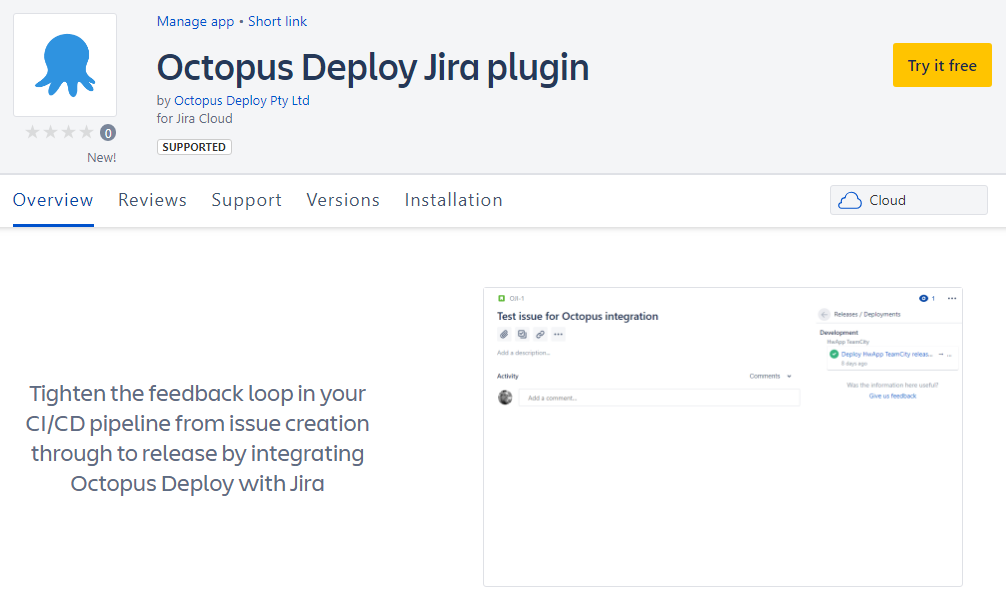 Manage app • Short link
Octopus Deploy Jira plugin
Try it free
by Octopus Deploy Pty Ltd
for Jira Cloud
0
SUPPORTED
New!
Overview Reviews Support Versions Installation
Cloud
Tighten the feedback loop in your
CI/CD pipeline from issue creation
through to release by integrating
Octopus Deploy with Jira
OII-1
1
Test issue for Octopus integration
Releases / Deployments
Add a description...
Development
TeamCity
Deploy TeamCity releas...
days ago
Activity
Comments
Was the information here useful?
Give us feedback
Add a comment...